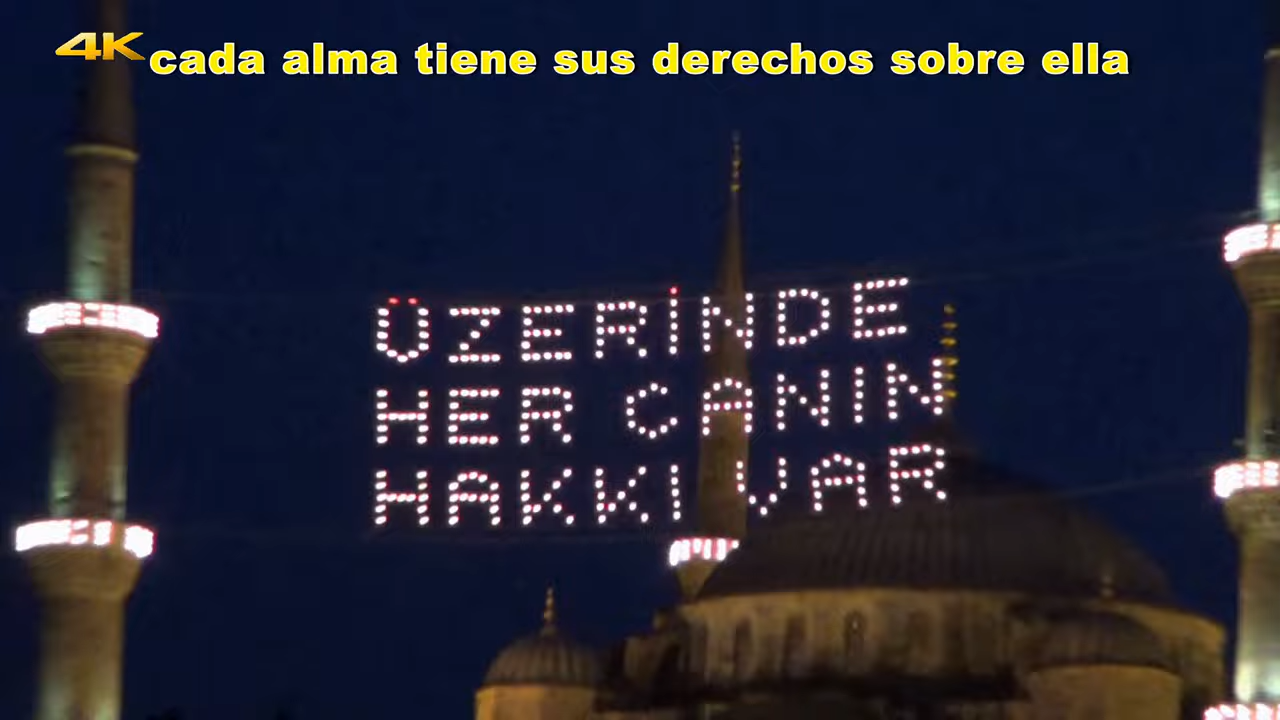 4K cada alma tiene sus derechos sobre ella
ÜZERİNDE
HER CANIN
HAKKI VAR